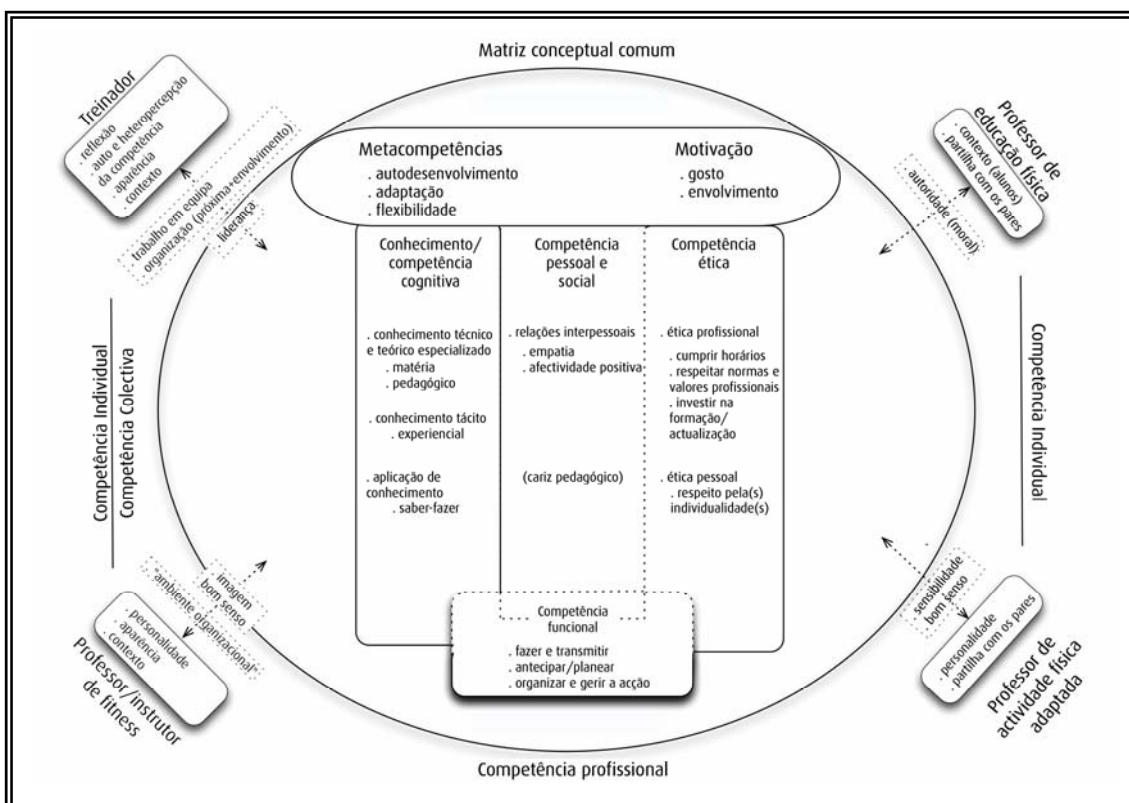 Matriz conceptual comum
Treinador
. reflexão
. auto e heteropercepção
da competência
. aparência
. contexto
. trabalho em equipa
. organização (próxima+envolvimento)
. liderança
Professor de
educação física
. contexto (alunos)
. partilha com os pares
. autoridade (moral)
Metacompetências
. autodesenvolvimento
. adaptação
. flexibilidade
Motivação
. gosto
. envolvimento
Conhecimento/
competência
cognitiva
. conhecimento técnico
e teórico especializado
. matéria
. pedagógico
. conhecimento tácito
. experiencial
. aplicação de
conhecimento
. saber-fazer
Competência
pessoal e
social
. relações interpessoais
. empatia
. afectividade positiva
(cariz pedagógico)
Competência
ética
. ética profissional
. cumprir horários
. respeitar normas e
valores profissionais
. investir na
formação/
actualização
. ética pessoal
. respeito pela(s)
individualidade(s)
Competência
funcional
. fazer e transmitir
. antecipar/planear
. organizar e gerir a acção
Competência Individual
Competência Colectiva
Competência Individual
. imagem
. bom senso
. "ambiente organizacional"
. personalidade
. aparência
. contexto
Professor/instrutor
de fitness
. sensibilidade
. bom senso
. personalidade
. partilha com os pares
Professor de
actividade física
adaptada
Competência profissional